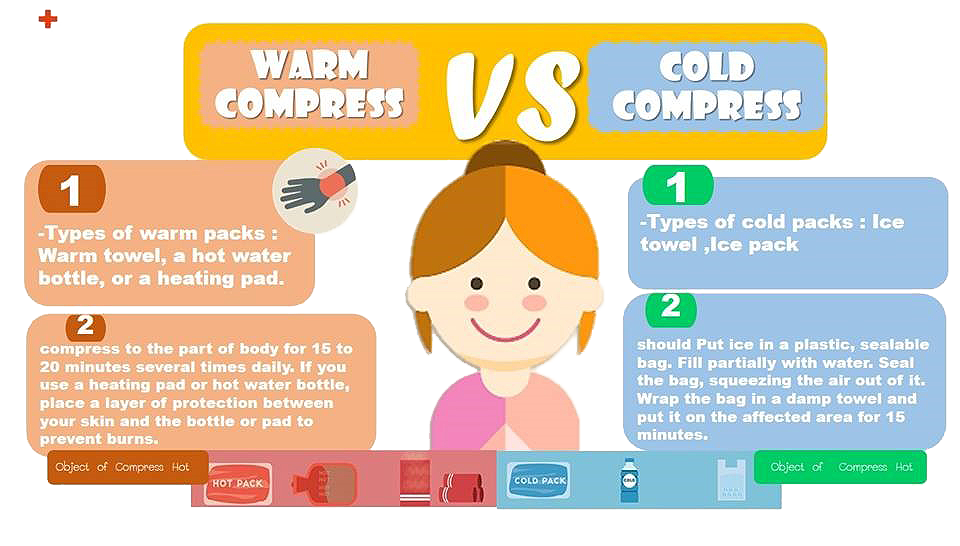 WARM
COMPRESS
VS
COLD
COMPRESS
1
-Types of warm packs :
Warm towel, a hot water
bottle, or a heating pad.
2
compress to the part of body for 15 to
20 minutes several times daily. If you
use a heating pad or hot water bottle,
place a layer of protection between
your skin and the bottle or pad to
prevent burns.
1
-Types of cold packs : Ice
towel ,Ice pack
2
should Put ice in a plastic, sealable
bag. Fill partially with water. Seal
the bag, squeezing the air out of it.
Wrap the bag in a damp towel and
put it on the affected area for 15
minutes.
Object of Compress Hot
HOT PACK
COLD PACK
COLD
Object of Compress Hot